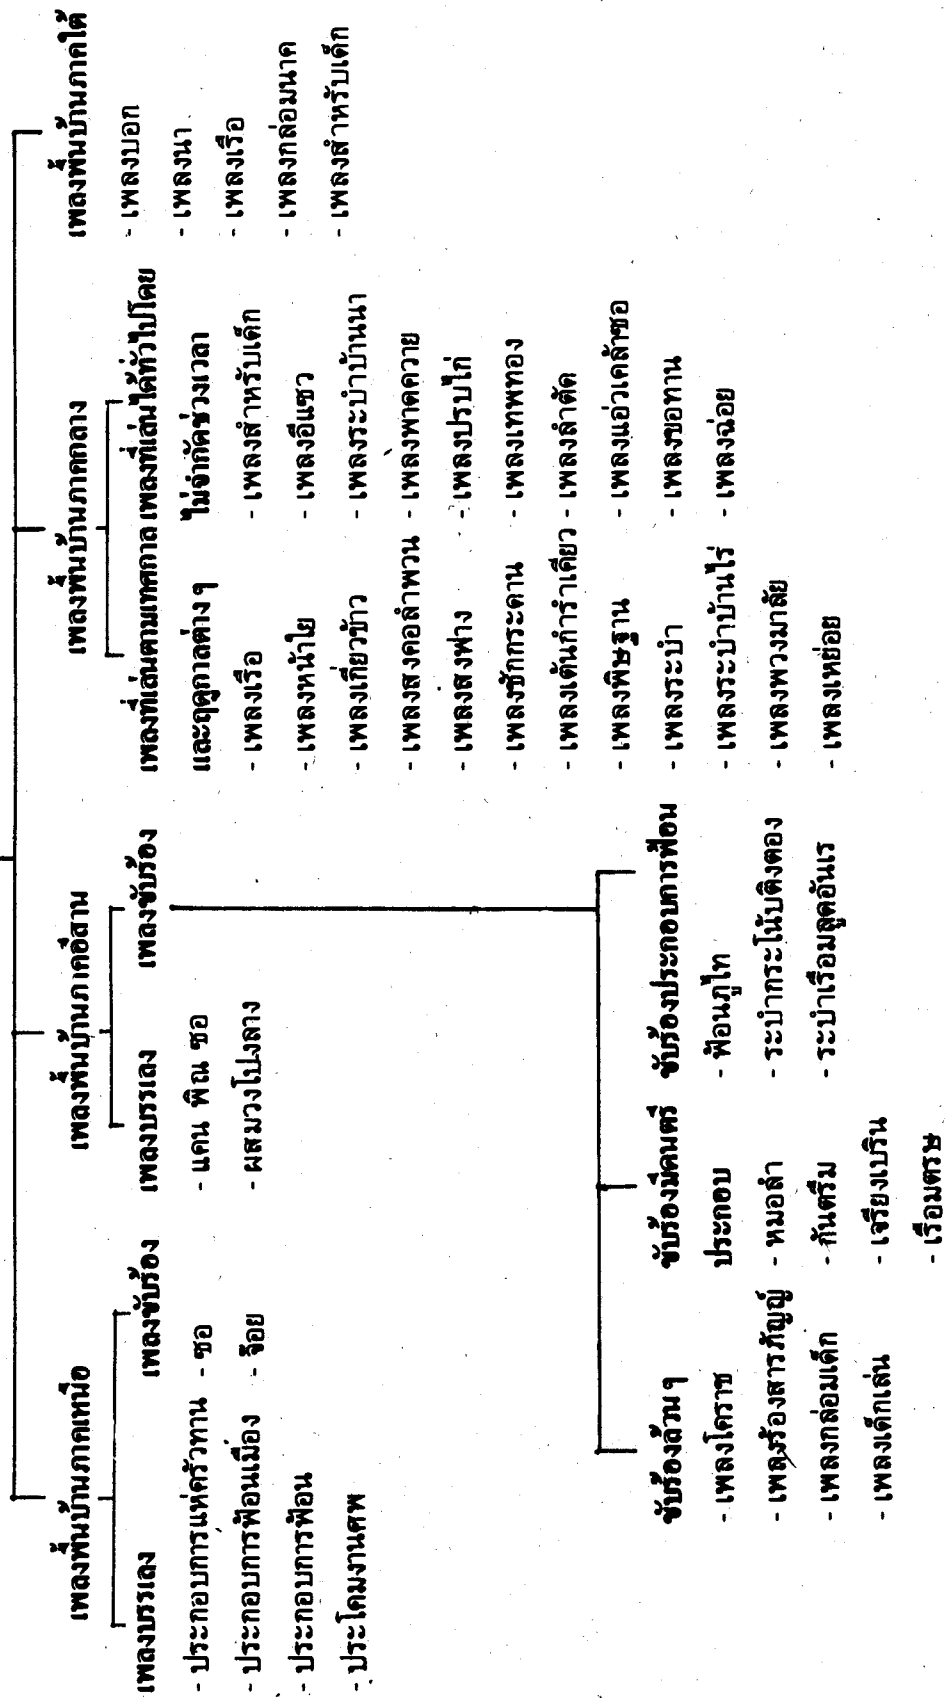 เพลงพื้นบ้านภาคเหนือ
เพลงบรรเลง
- ประกอบการแห่ครัวทาน
- ประกอบการฟ้อนเมือง
- ประกอบการฟ้อน
- ประโคมงานศพ
เพลงขับร้อง
- ซอ
- จ๊อย
เพลงพื้นบ้านภาคอีสาน
เพลงบรรเลง
- แคน พิณ ซอ
- ผสมวงโปงลาง
เพลงขับร้อง
ขับร้องล้วน ๆ
- เพลงโคราช
- เพลงร้องสารภัญญ์
- เพลงกล่อมเด็ก
- เพลงเด็กเล่น
ขับร้องมีดนตรี
ประกอบ
- หมอลำ
- กันตรึม
- เจรียงเบริน
- เรือมตรษ
ขับร้องประกอบการฟ้อน
- ฟ้อนภูไท
- ระบำกระโน้บติงตอง
- ระบำเรือมลูดอันเร
เพลงพื้นบ้านภาคกลาง
เพลงที่เล่นตามเทศกาล
และฤดูกาลต่าง ๆ
- เพลงเรือ
- เพลงหน้าใย
- เพลงเกี่ยวข้าว
- เพลงสงคอลำพวน
- เพลงสงฟาง
- เพลงชักกระดาน
- เพลงเต้นกำรำเคียว
- เพลงพิษฐาน
- เพลงระบำ
- เพลงระบำบ้านไร่
- เพลงพวงมาลัย
- เพลงเหย่อย
เพลงที่เล่นได้ทั่วไปโดย
ไม่จำกัดช่วงเวลา
- เพลงสำหรับเด็ก
- เพลงอีแซว
- เพลงระบำบ้านนา
- เพลงพาดควาย
- เพลงปรบไก่
- เพลงเทพทอง
- เพลงลำตัด
- เพลงแอ่วเคล้าซอ
- เพลงขอทาน
- เพลงฉ่อย
เพลงพื้นบ้านภาคใต้
- เพลงบอก
- เพลงนา
- เพลงเรือ
- เพลงกล่อมนาค
- เพลงสำหรับเด็ก